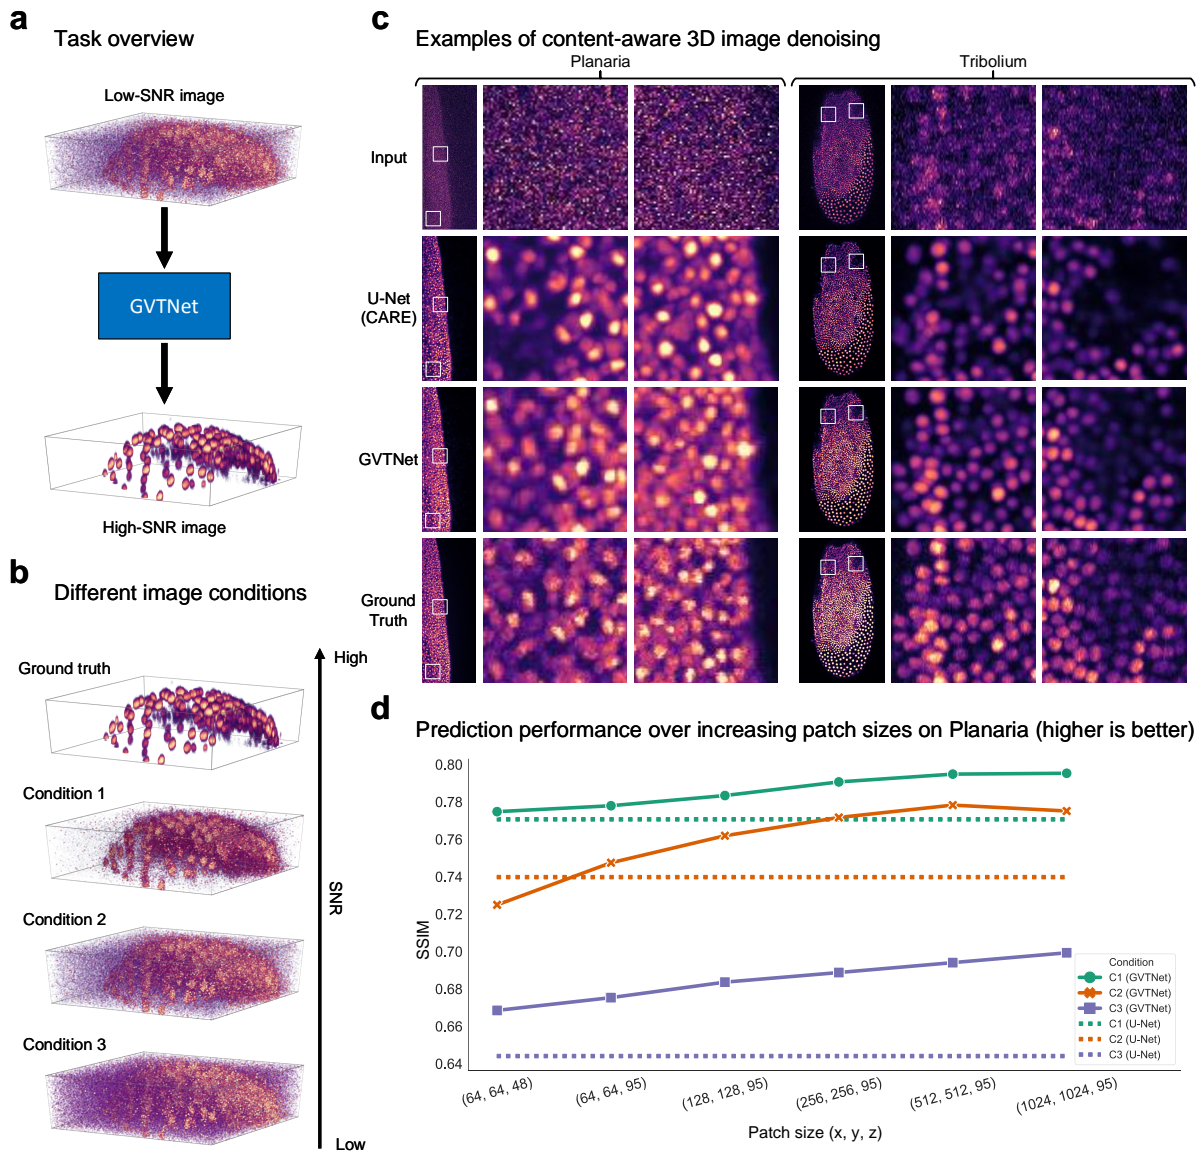 a
Task overview
Low-SNR image
GVTNet
High-SNR image
b
Different image conditions
Ground truth
High
Condition 1
Condition 2
Condition 3
SNR
Low
c
Examples of content-aware 3D image denoising
Planaria
Tribolium
Input
U-Net
(CARE)
GVTNet
Ground
Truth
d
Prediction performance over increasing patch sizes on Planaria (higher is better)
0.80
0.78
0.76
0.74
0.72
0.70
0.68
0.66
0.64
SSIM
Condition
C1 (GVTNet)
C2 (GVTNet)
C3 (GVTNet)
C1 (U-Net)
C2 (U-Net)
C3 (U-Net)
(64, 64, 48)
(64, 64, 95)
(128, 128, 95)
(256, 256, 95)
(512, 512, 95)
(1024, 1024, 95)
Patch size (x, y, z)